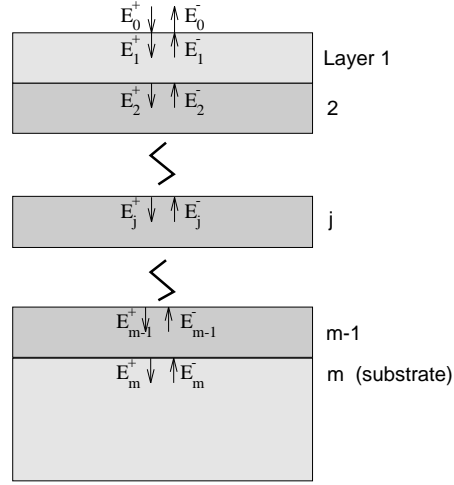 E₀⁺ E₀⁻
E₁⁺ E₁⁻ Layer 1
E₂⁺ E₂⁻ 2
Eⱼ⁺ Eⱼ⁻ j
Eₘ₋₁⁺ Eₘ₋₁⁻ m-1
Eₘ⁺ Eₘ⁻ m (substrate)